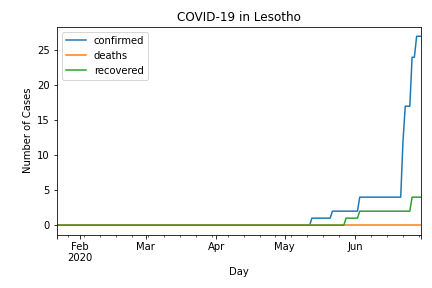 COVID-19 in Lesotho
confirmed
deaths
recovered
Number of Cases
25
20
15
10
5
0
Feb
2020
Mar
Apr
May
Jun
Day